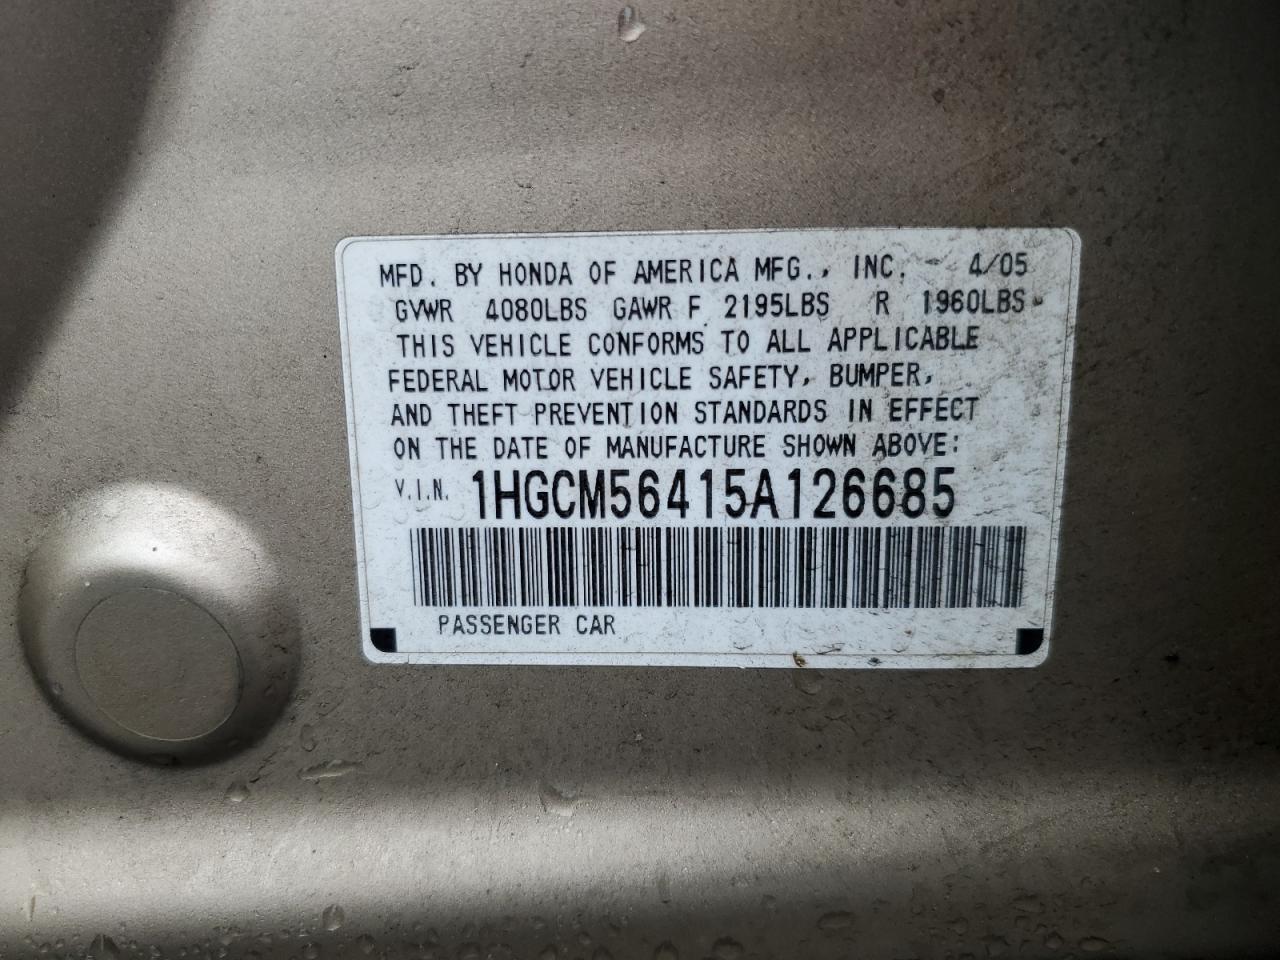 MFD. BY HONDA OF AMERICA MFG., INC. 4/05
GVWR 4080LBS GAWR F 2195LBS R 1960LBS
THIS VEHICLE CONFORMS TO ALL APPLICABLE
FEDERAL MOTOR VEHICLE SAFETY, BUMPER,
AND THEFT PREVENTION STANDARDS IN EFFECT
ON THE DATE OF MANUFACTURE SHOWN ABOVE:
V.I.N. 1HGCM56415A126685
PASSENGER CAR